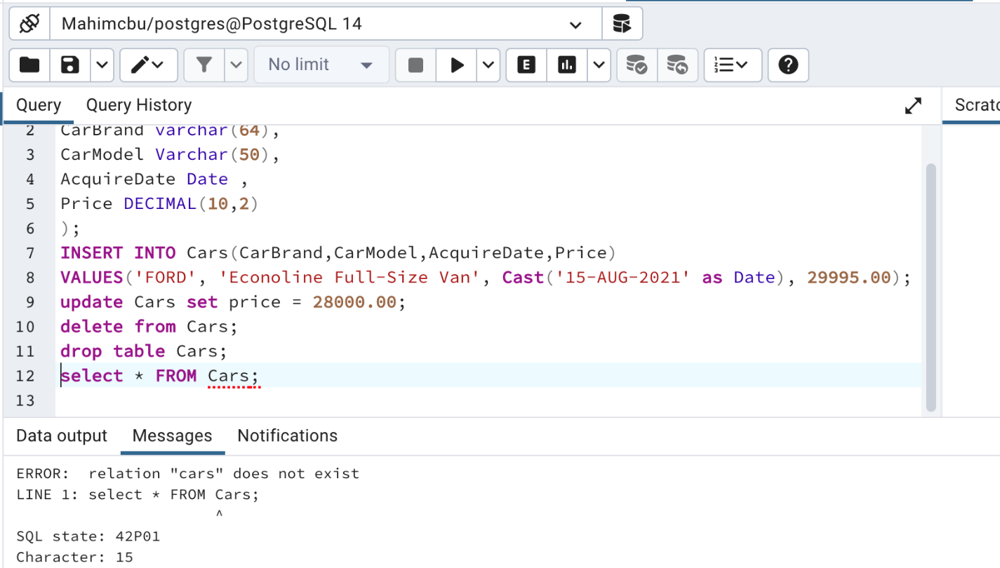 Mahimcbu/postgres@PostgreSQL 14
No limit
E
Query Query History
Scratc
2 CarBrand varchar(64),
3 CarModel Varchar(50),
4 AcquireDate Date ,
5 Price DECIMAL(10,2)
6 );
7 INSERT INTO Cars(CarBrand,CarModel,AcquireDate,Price)
8 VALUES('FORD', 'Econoline Full-Size Van', Cast('15-AUG-2021' as Date), 29995.00);
9 update Cars set price = 28000.00;
10 delete from Cars;
11 drop table Cars;
12 select * FROM Cars;
13
Data output Messages Notifications
ERROR:  relation "cars" does not exist
LINE 1: select * FROM Cars;
^
SQL state: 42P01
Character: 15